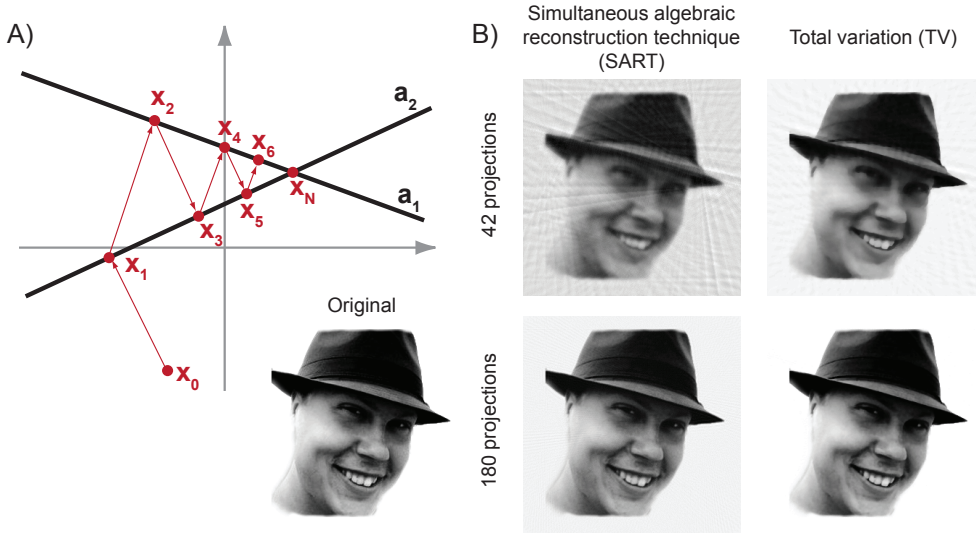 A)
x2
a2
x4
x6
xN
a1
x5
x3
x1
x0
Original
B)
Simultaneous algebraic
reconstruction technique
(SART)
Total variation (TV)
42 projections
180 projections